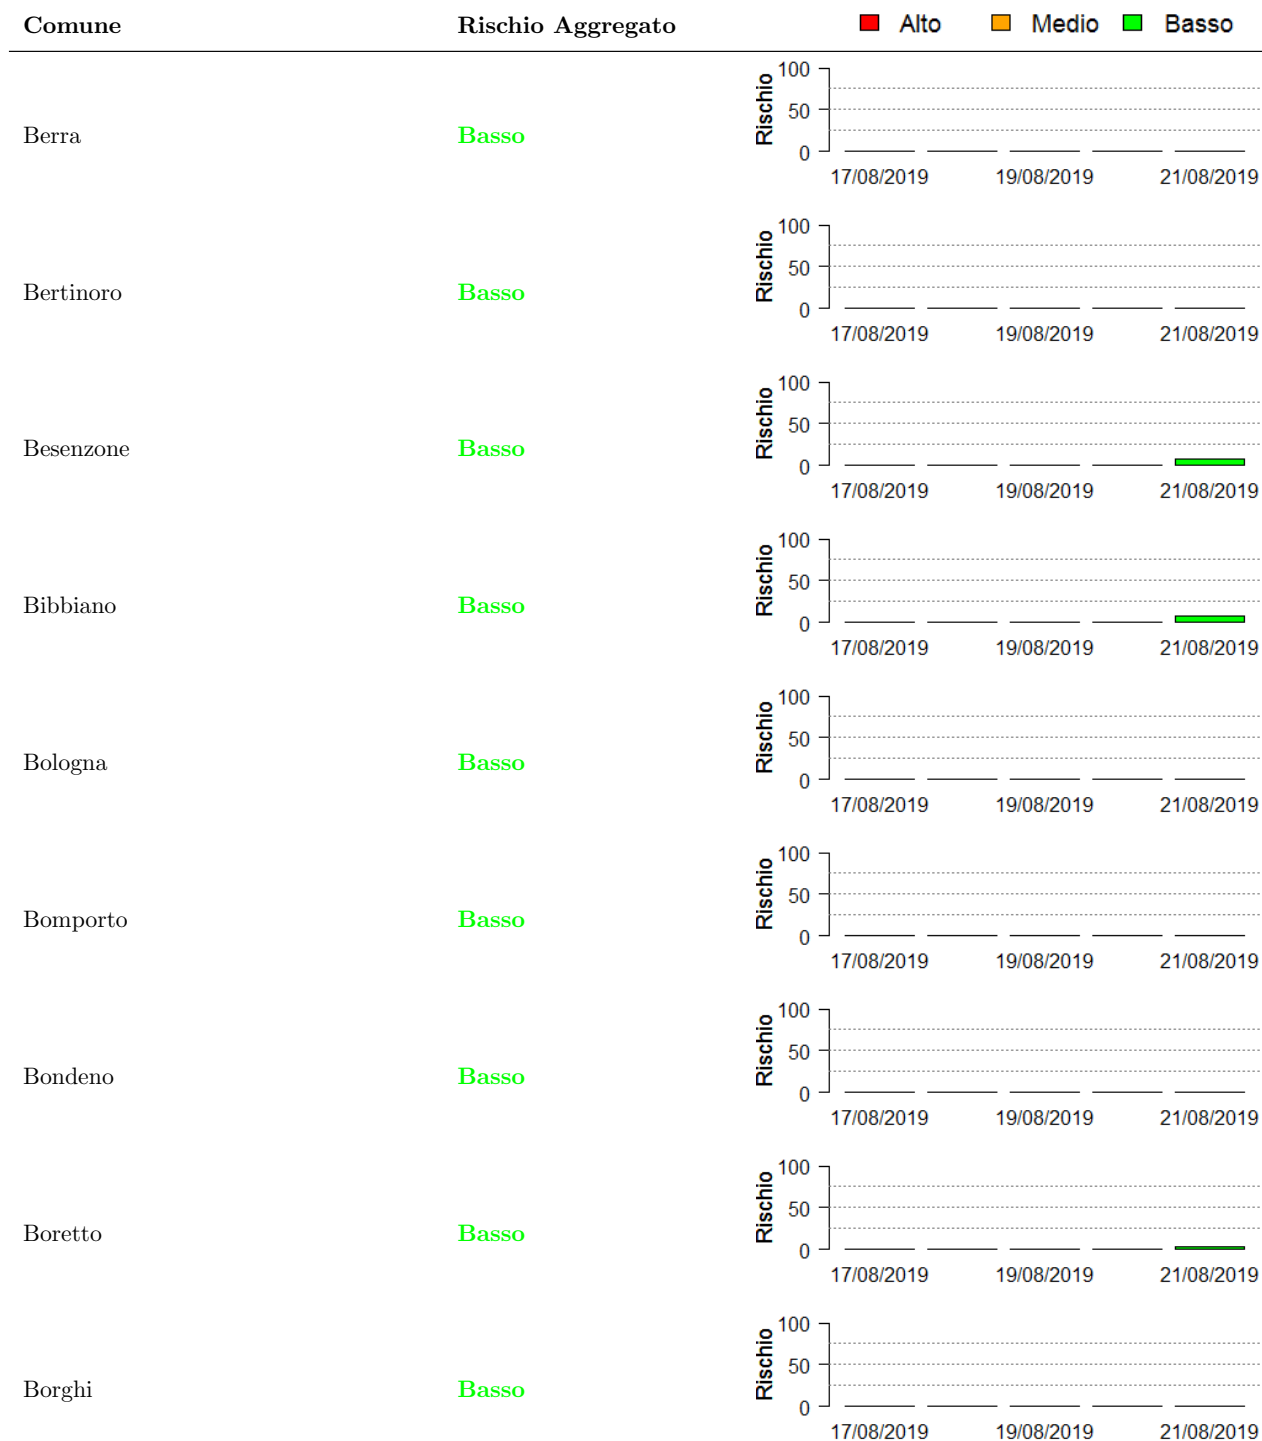 Comune Rischio Aggregato Alto Medio Basso
Berra Basso Rischio 100 50 0
17/08/2019 19/08/2019 21/08/2019
Bertinoro Basso Rischio 100 50 0
17/08/2019 19/08/2019 21/08/2019
Besenzone Basso Rischio 100 50 0
17/08/2019 19/08/2019 21/08/2019
Bibbiano Basso Rischio 100 50 0
17/08/2019 19/08/2019 21/08/2019
Bologna Basso Rischio 100 50 0
17/08/2019 19/08/2019 21/08/2019
Bomporto Basso Rischio 100 50 0
17/08/2019 19/08/2019 21/08/2019
Bondeno Basso Rischio 100 50 0
17/08/2019 19/08/2019 21/08/2019
Boretto Basso Rischio 100 50 0
17/08/2019 19/08/2019 21/08/2019
Borghi Basso Rischio 100 50 0
17/08/2019 19/08/2019 21/08/2019